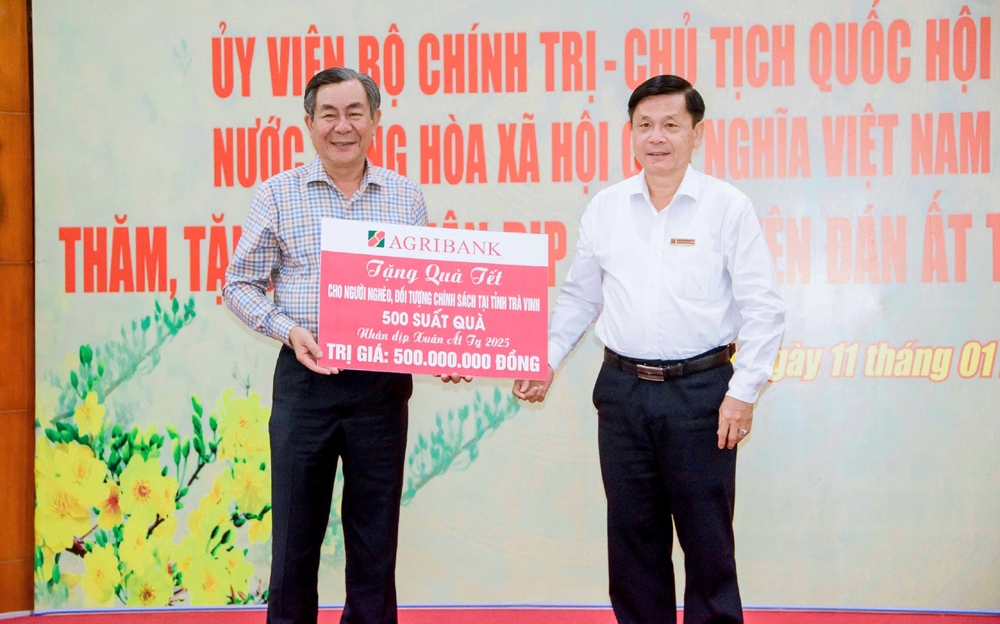 ỦY VIÊN BỘ CHÍNH TRỊ - CHỦ TỊCH QUỐC HỘI
NƯỚC HÒA XÃ HỘI NGHĨA VIỆT NAM
THĂM, TẶ DỊP ĐÁN ẤT T
gày 11 tháng 01
AGRIBANK
Tặng Quà Tết
CHO NGƯỜI NGHÈO, ĐỐI TƯỢNG CHÍNH SÁCH TẠI TỈNH TRÀ VINH
500 SUẤT QUÀ
Nhân dịp Xuân Ất Tỵ 2025
TRỊ GIÁ: 500.000.000 ĐỒNG